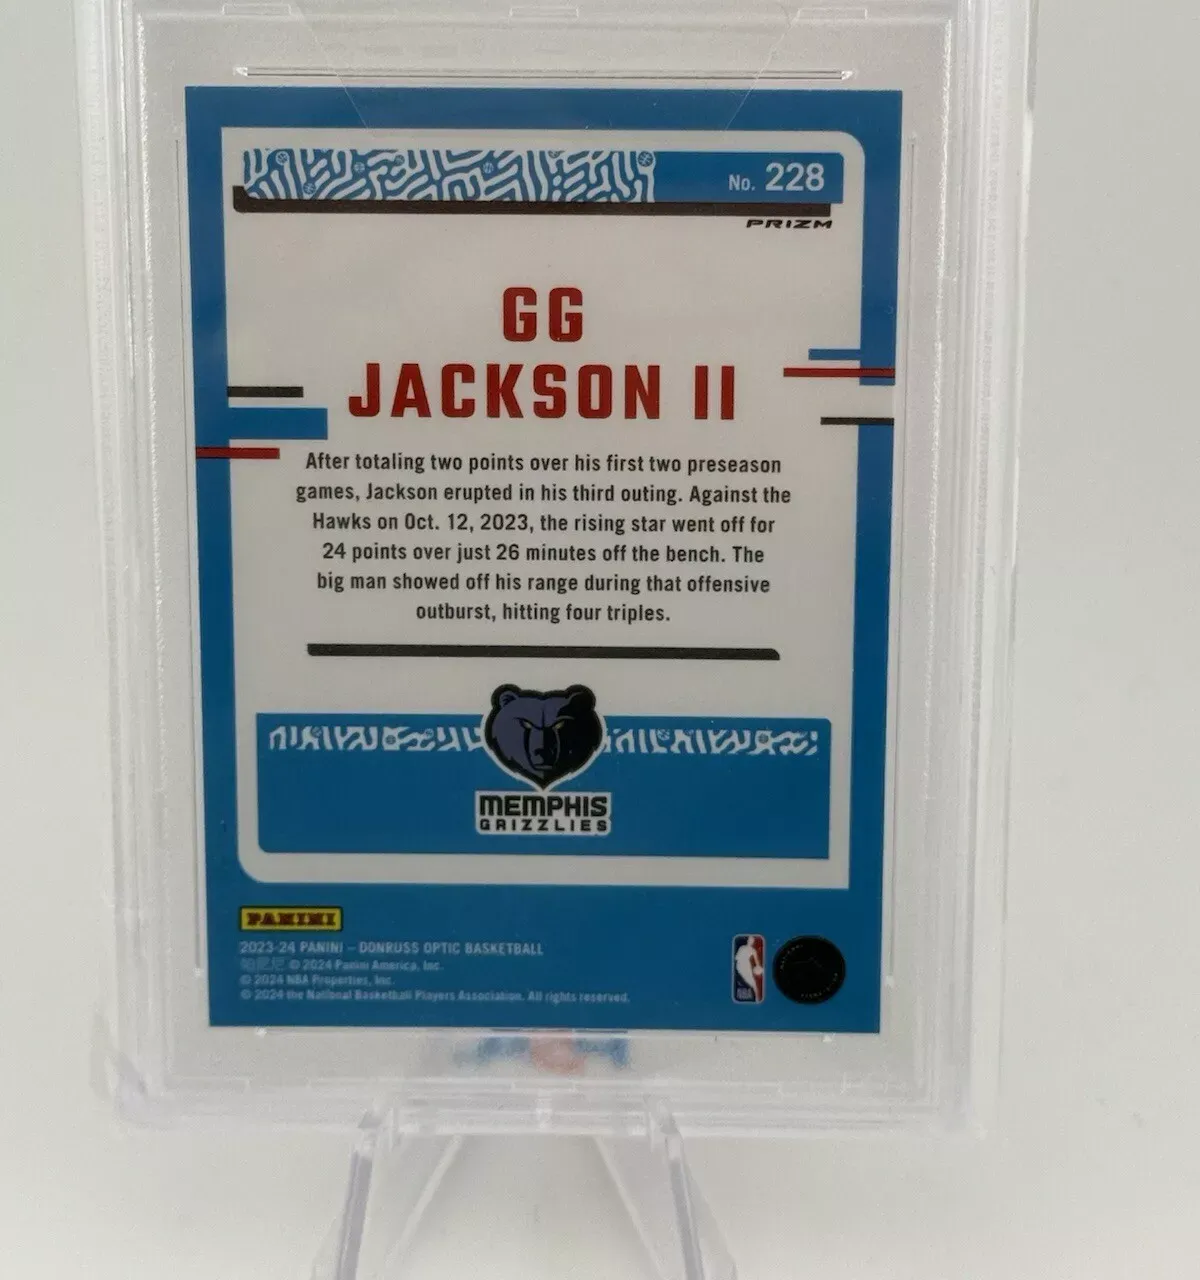 No. 228
PRIZM
GG
JACKSON II
After totaling two points over his first two preseason
games, Jackson erupted in his third outing. Against the
Hawks on Oct. 12, 2023, the rising star went off for
24 points over just 26 minutes off the bench. The
big man showed off his range during that offensive
outburst, hitting four triples.
MEMPHIS
GRIZZLIES
PANINI
2023-24 PANINI – DONRUSS OPTIC BASKETBALL
帕尼尼 © 2024 Panini America, Inc.
© 2024 NBA Properties, Inc.
© 2024 the National Basketball Players Association. All rights reserved.
NBA